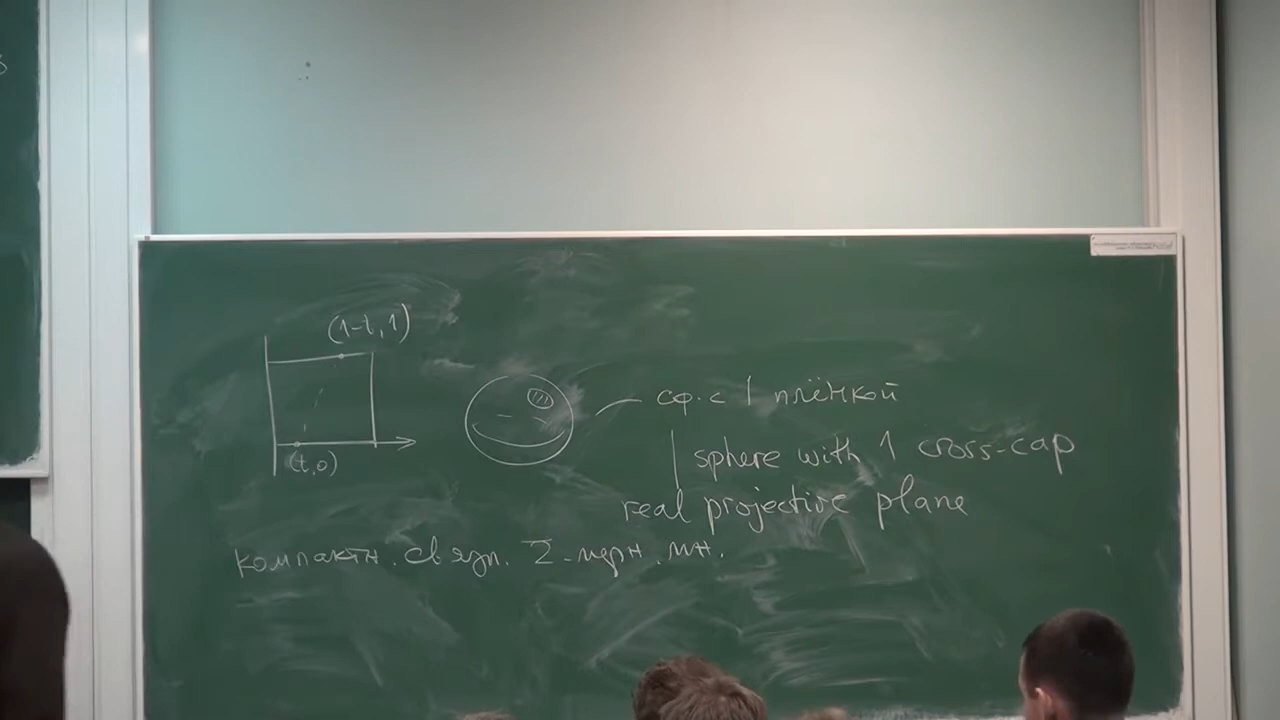 (1-t, 1)
(t, 0)
сф. с 1 плёнкой
sphere with 1 cross-cap
real projective plane
компактн. связн. 2-мерн. мн.